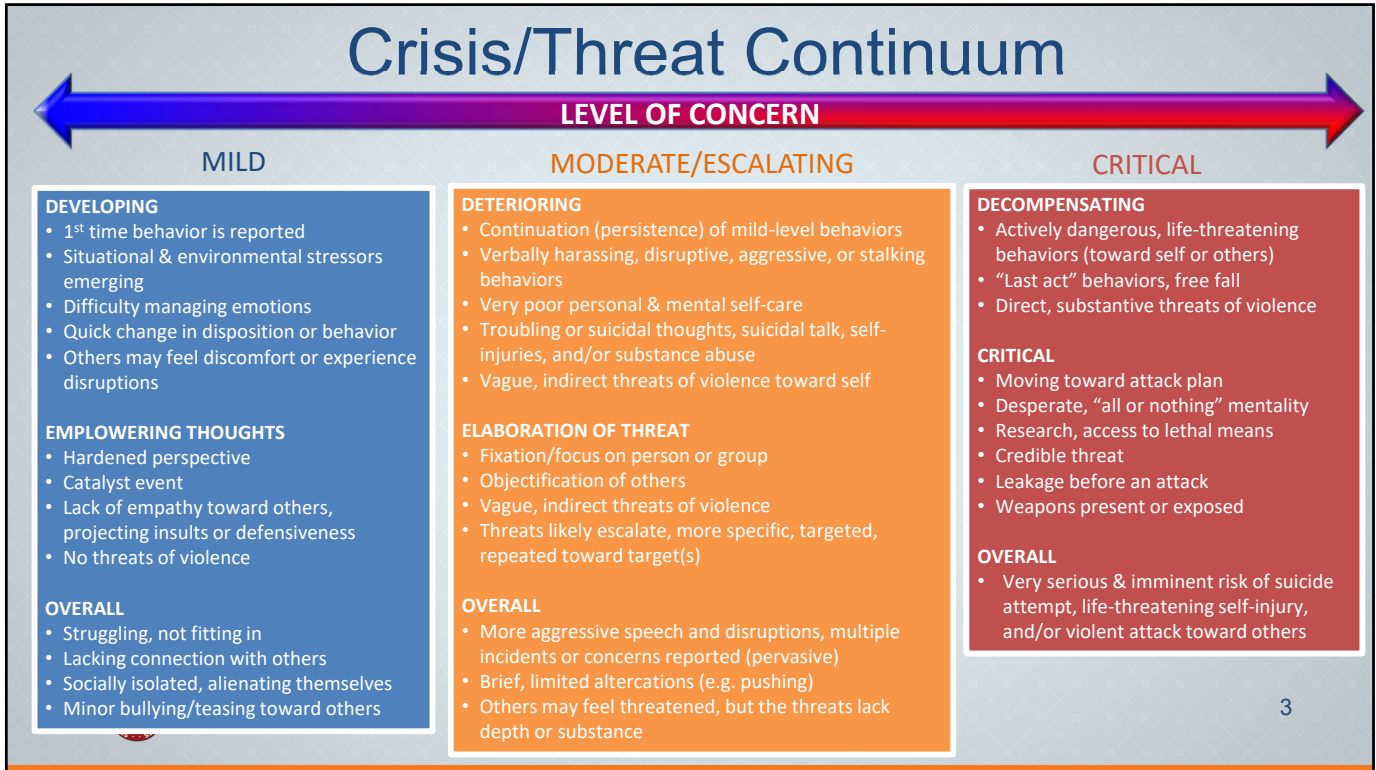 Crisis/Threat Continuum
LEVEL OF CONCERN
MILD
DEVELOPING
• 1st time behavior is reported
• Situational & environmental stressors
emerging
• Difficulty managing emotions
• Quick change in disposition or behavior
• Others may feel discomfort or experience
disruptions
EMPLOWERING THOUGHTS
• Hardened perspective
• Catalyst event
• Lack of empathy toward others,
projecting insults or defensiveness
• No threats of violence
OVERALL
• Struggling, not fitting in
• Lacking connection with others
• Socially isolated, alienating themselves
• Minor bullying/teasing toward others
MODERATE/ESCALATING
DETERIORING
• Continuation (persistence) of mild-level behaviors
• Verbally harassing, disruptive, aggressive, or stalking
behaviors
• Very poor personal & mental self-care
• Troubling or suicidal thoughts, suicidal talk, self-
injuries, and/or substance abuse
• Vague, indirect threats of violence toward self
ELABORATION OF THREAT
• Fixation/focus on person or group
• Objectification of others
• Vague, indirect threats of violence
• Threats likely escalate, more specific, targeted,
repeated toward target(s)
OVERALL
• More aggressive speech and disruptions, multiple
incidents or concerns reported (pervasive)
• Brief, limited altercations (e.g. pushing)
• Others may feel threatened, but the threats lack
depth or substance
CRITICAL
DECOMPENSATING
• Actively dangerous, life-threatening
behaviors (toward self or others)
• “Last act” behaviors, free fall
• Direct, substantive threats of violence
CRITICAL
• Moving toward attack plan
• Desperate, “all or nothing” mentality
• Research, access to lethal means
• Credible threat
• Leakage before an attack
• Weapons present or exposed
OVERALL
• Very serious & imminent risk of suicide
attempt, life-threatening self-injury,
and/or violent attack toward others
3